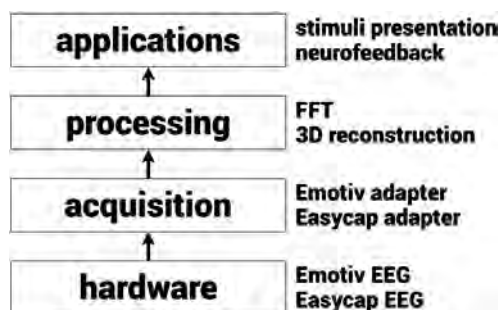 applications
stimuli presentation
neurofeedback
processing
FFT
3D reconstruction
acquisition
Emotiv adapter
Easycap adapter
hardware
Emotiv EEG
Easycap EEG